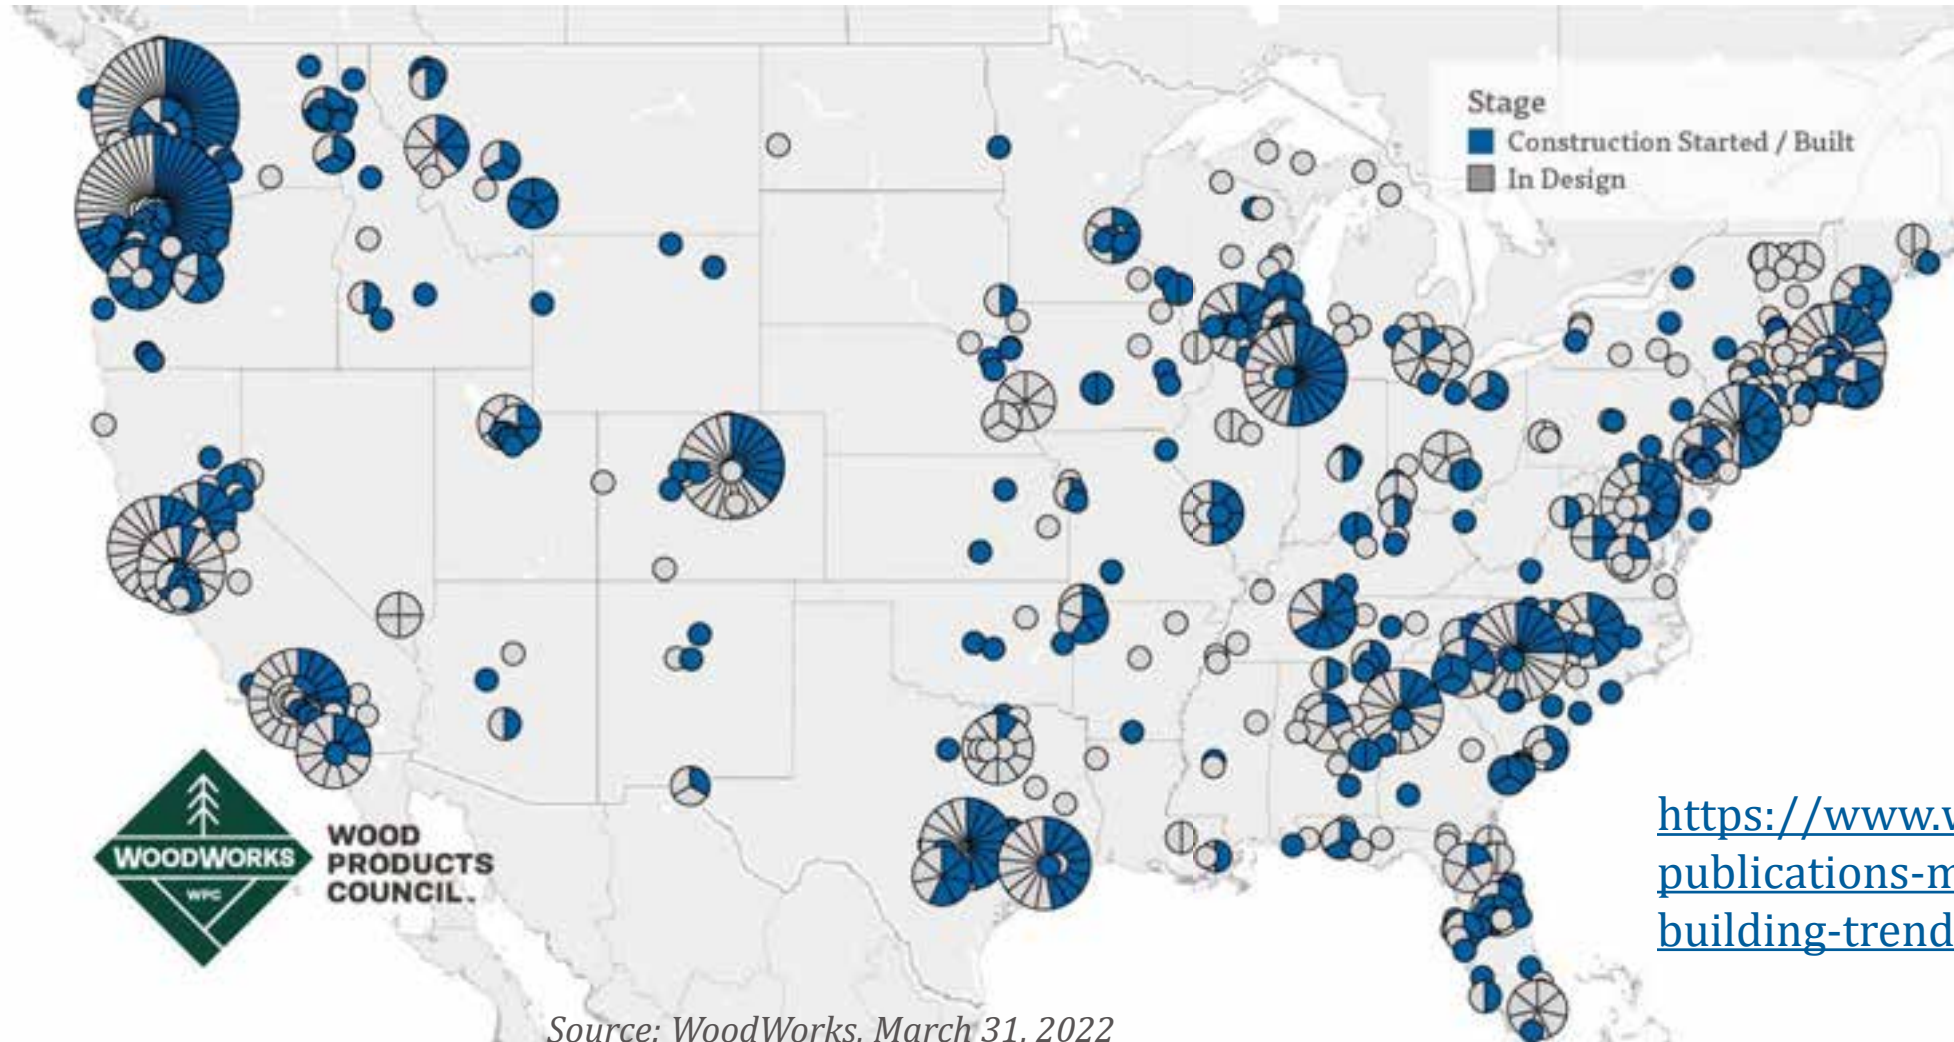 Stage
Construction Started / Built
In Design
WOODWORKS
WPC
WOOD
PRODUCTS
COUNCIL.
https://www.w
publications-m
building-trend
Source: WoodWorks, March 31, 2022